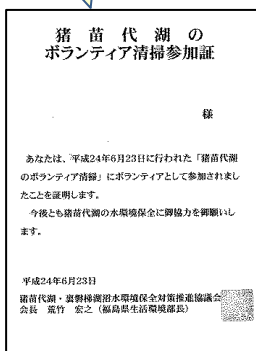 猪苗代湖の
ボランティア清掃参加証
様
あなたは、平成24年6月23日に行われた「猪苗代湖
のボランティア清掃」にボランティアとして参加されまし
たことを証明します。
今後とも猪苗代湖の水環境保全に御協力を御願いし
ます。
平成24年6月23日
猪苗代湖・裏磐梯湖沼水環境保全対策推進協議会
会長 荒竹 宏之（福島県生活環境部長）